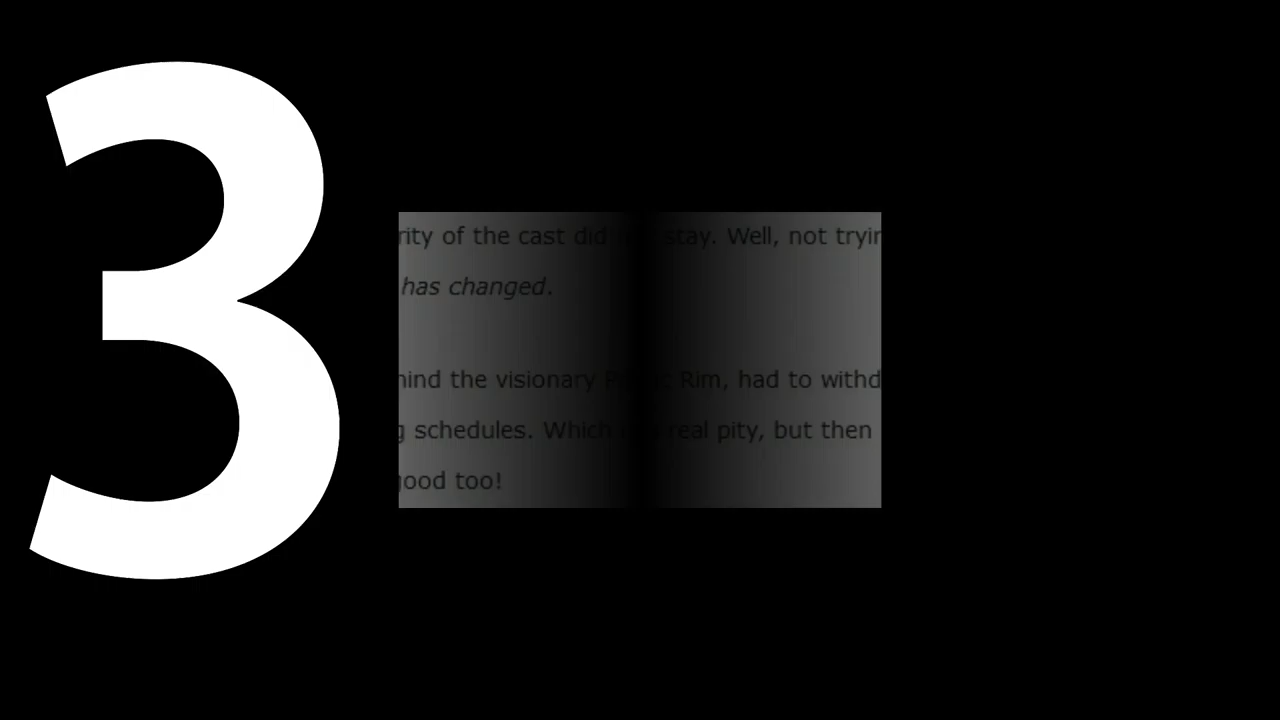 3
rity of the cast did stay. Well, not tryin
has changed.
hind the visionary Rim, had to withd
g schedules. Which real pity, but then
good too!